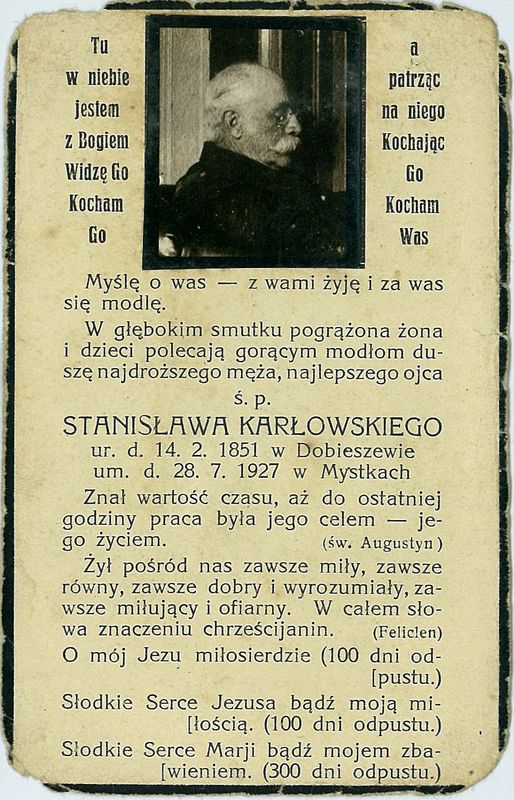 Tu
w niebie
jestem
z Bogiem
Widzę Go
Kocham
Go
a
patrząc
na niego
Kochając
Go
Kocham
Was
Myślę o was — z wami żyję i za was
się modlę.
W głębokim smutku pogrążona żona
i dzieci polecają gorącym modłom du-
szę najdroższego męża, najlepszego ojca
ś. p.
STANISŁAWA KARŁOWSKIEGO
ur. d. 14. 2. 1851 w Dobieszewie
um. d. 28. 7. 1927 w Mystkach
Znał wartość czasu, aż do ostatniej
godziny praca była jego celem — je-
go życiem. (św. Augustyn)
Żył pośród nas zawsze miły, zawsze
równy, zawsze dobry i wyrozumiały, za-
wsze miłujący i ofiarny. W całem sło-
wa znaczeniu chrześcijanin. (Felicien)
O mój Jezu miłosierdzie (100 dni od-
[pustu.)
Słodkie Serce Jezusa bądź moją mi-
[łością. (100 dni odpustu.)
Słodkie Serce Marji bądź mojem zba-
[wieniem. (300 dni odpustu.)